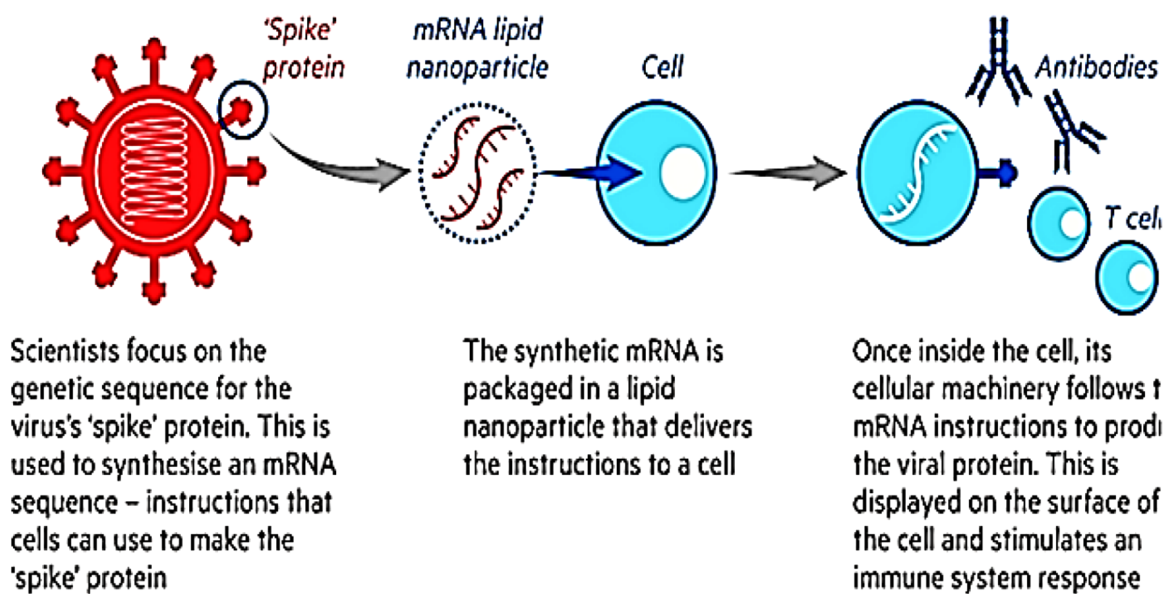 'Spike'
protein
mRNA lipid
nanoparticle
Cell
Antibodies
T cell
Scientists focus on the
genetic sequence for the
virus's 'spike' protein. This is
used to synthesise an mRNA
sequence – instructions that
cells can use to make the
'spike' protein
The synthetic mRNA is
packaged in a lipid
nanoparticle that delivers
the instructions to a cell
Once inside the cell, its
cellular machinery follows
mRNA instructions to
the viral protein. This is
displayed on the surface of
the cell and stimulates an
immune system response